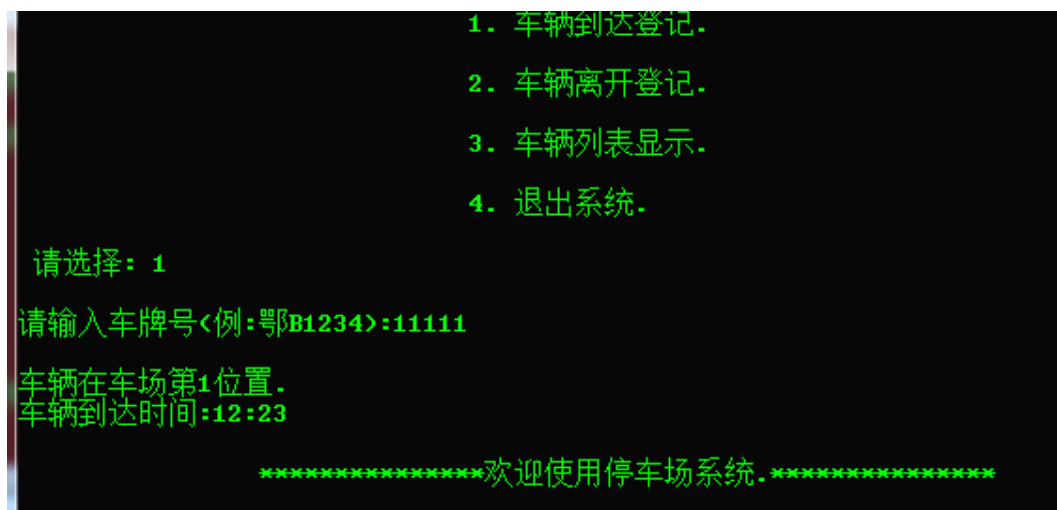 1. 车辆到达登记.
2. 车辆离开登记.
3. 车辆列表显示.
4. 退出系统.
请选择: 1
请输入车牌号<例:鄂B1234>:11111
车辆在车场第1位置.
车辆到达时间:12:23
***************欢迎使用停车场系统.***************